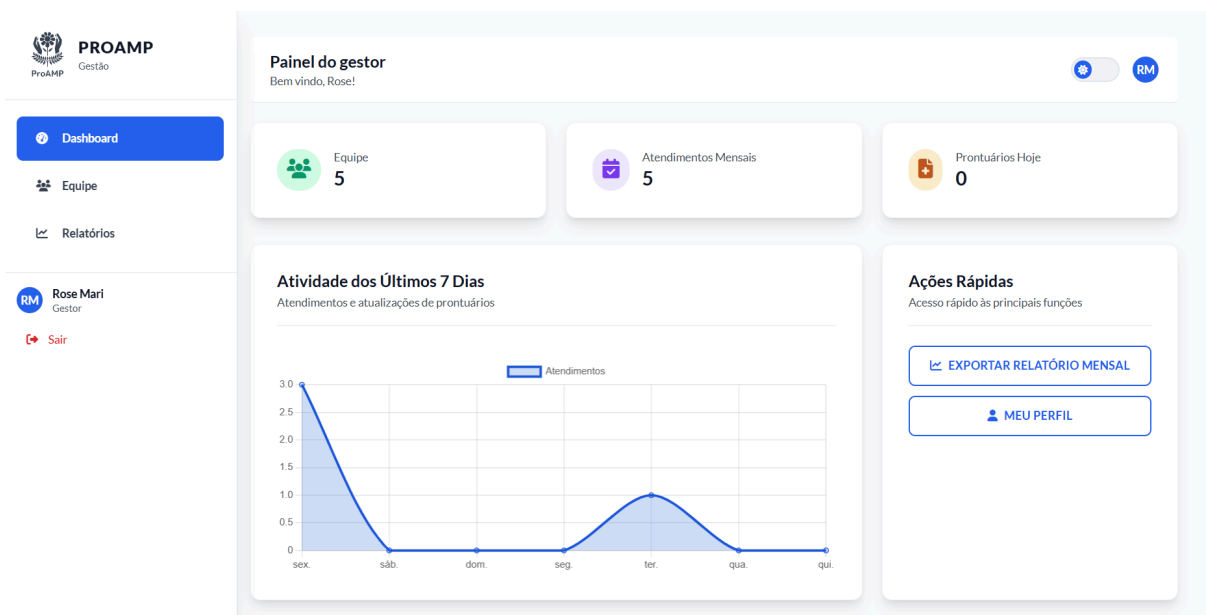 ProAMP
PROAMP
Gestão
Dashboard
Equipe
Relatórios
RM
Rose Mari
Gestor
Sair
Painel do gestor
Bem vindo, Rose!
RM
Equipe
5
Atendimentos Mensais
5
Prontuários Hoje
0
Atividade dos Últimos 7 Dias
Atendimentos e atualizações de prontuários
Atendimentos
3.0
2.5
2.0
1.5
1.0
0.5
0
sex. sáb. dom. seg. ter. qua. qui.
Ações Rápidas
Acesso rápido às principais funções
EXPORTAR RELATÓRIO MENSAL
MEU PERFIL